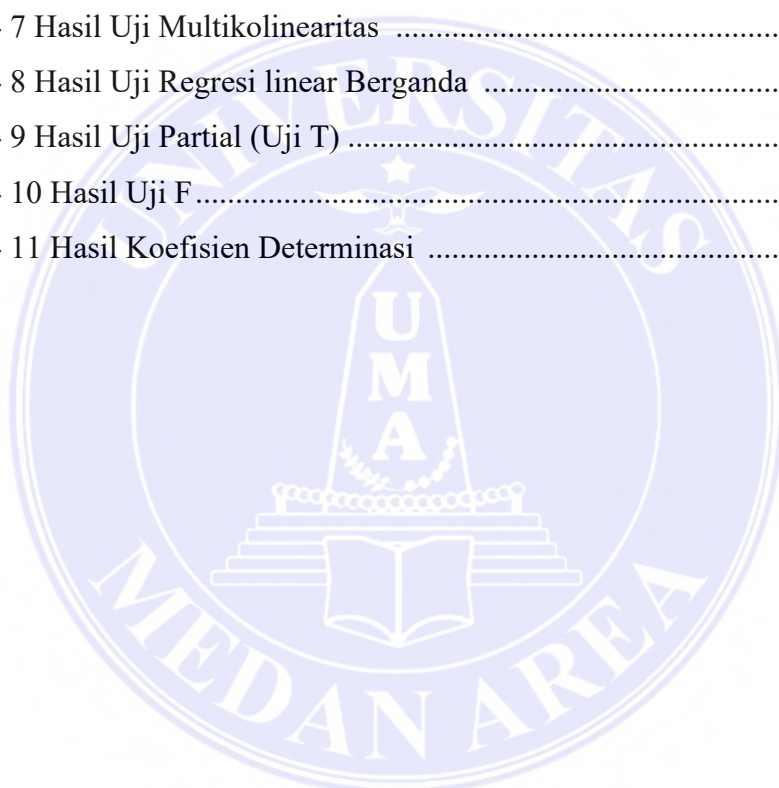 - 7 Hasil Uji Multikolinearitas ....................................................
- 8 Hasil Uji Regresi linear Berganda ........................................
- 9 Hasil Uji Partial (Uji T) ...........................................................
- 10 Hasil Uji F................................................................................
- 11 Hasil Koefisien Determinasi ................................................
UNIVERSITAS
U
M
A
MEDAN AREA